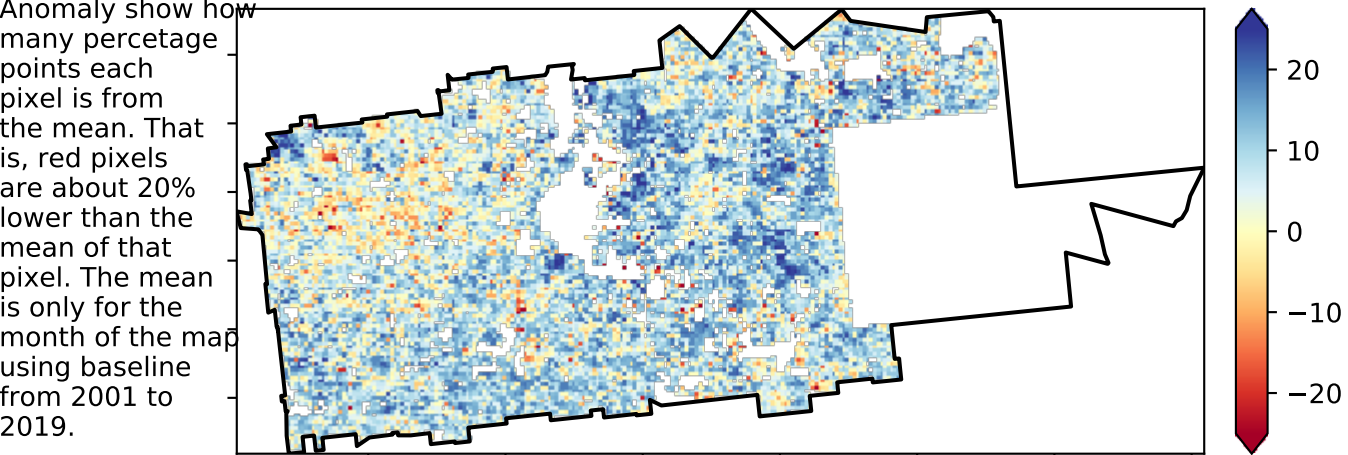 Anomaly show how
many percetage
points each
pixel is from
the mean. That
is, red pixels
are about 20%
lower than the
mean of that
pixel. The mean
is only for the
month of the map
using baseline
from 2001 to
2019.
20
10
0
−10
−20